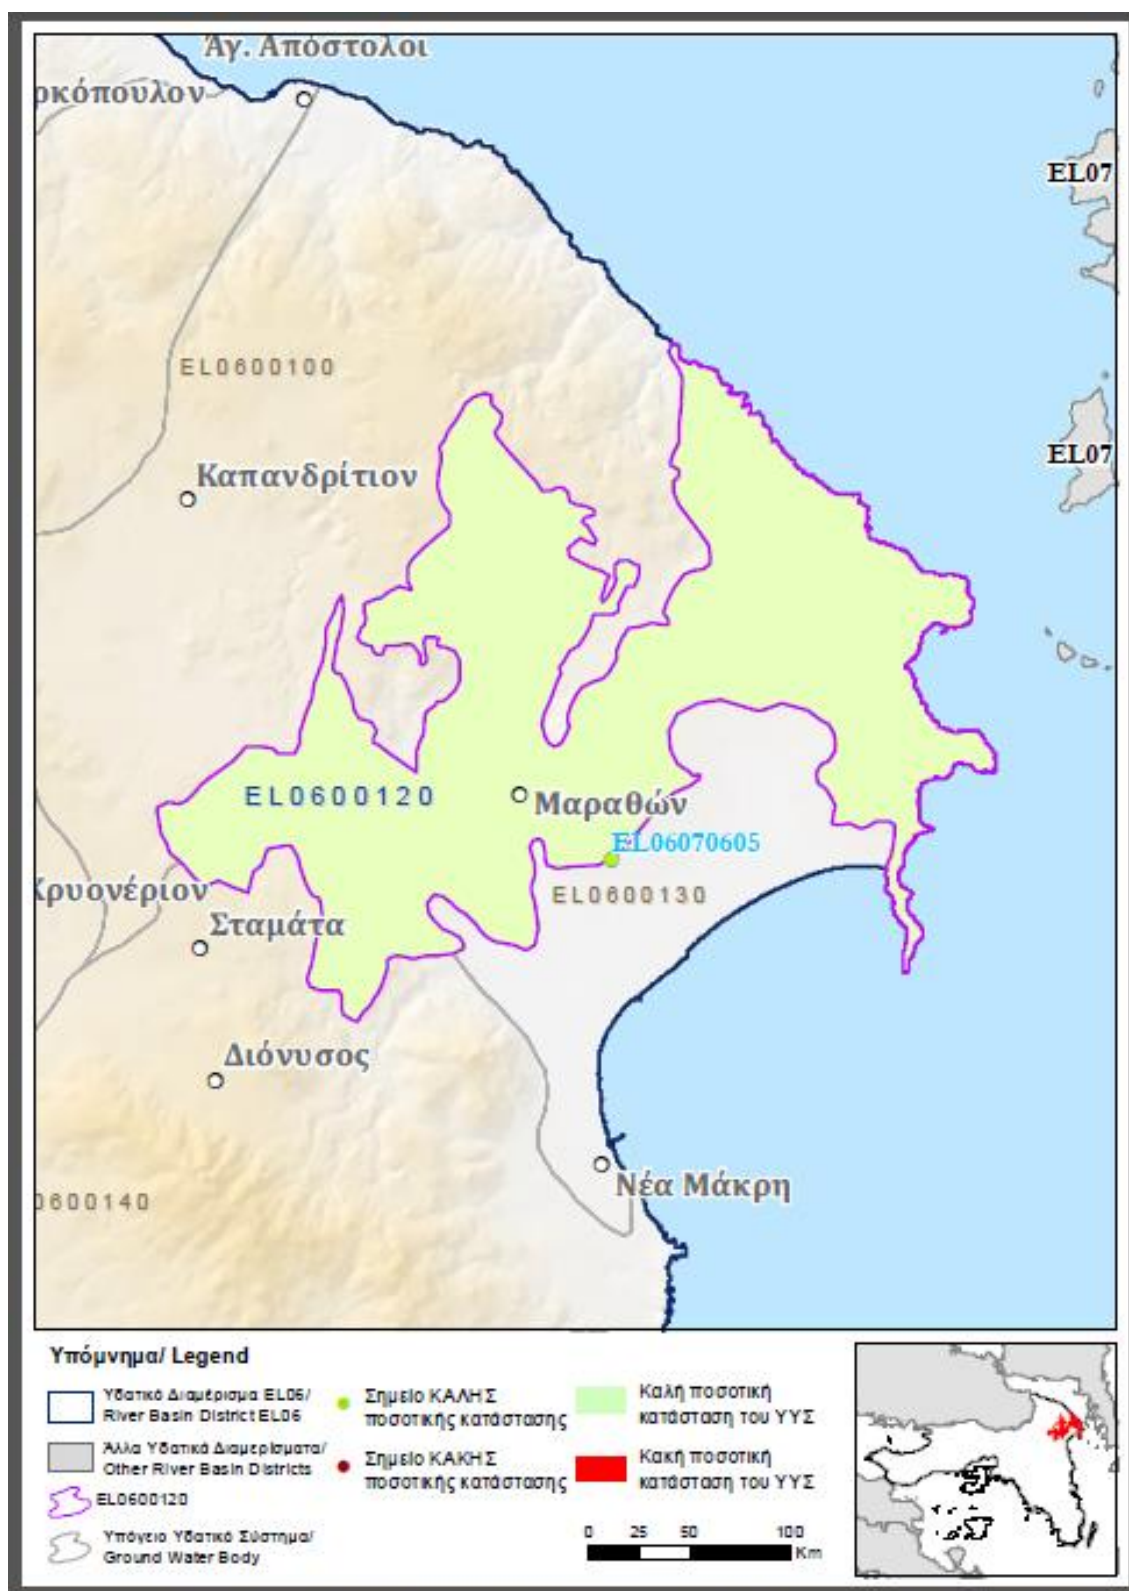 Άγ. Απόστολοι
ρκόπουλον
EL07
EL0600100
EL07
Καπανδρίτιον
EL0600120
Μαραθών
EL06070605
Κρυονέριον
EL0600130
Σταμάτα
Διόνυσος
Νέα Μάκρη
0600140
Υπόμνημα/ Legend
Υδατικό Διαμέρισμα EL06/
River Basin District EL06
Άλλα Υδατικά Διαμερίσματα/
Other River Basin Districts
EL0600120
Υπόγειο Υδατικό Σύστημα/
Ground Water Body
Σημείο ΚΑΛΗΣ
ποσοτικής κατάστασης
Σημείο ΚΑΚΗΣ
ποσοτικής κατάστασης
Καλή ποσοτική
κατάσταση του ΥΥΣ
Κακή ποσοτική
κατάσταση του ΥΥΣ
0 25 50 100
Km